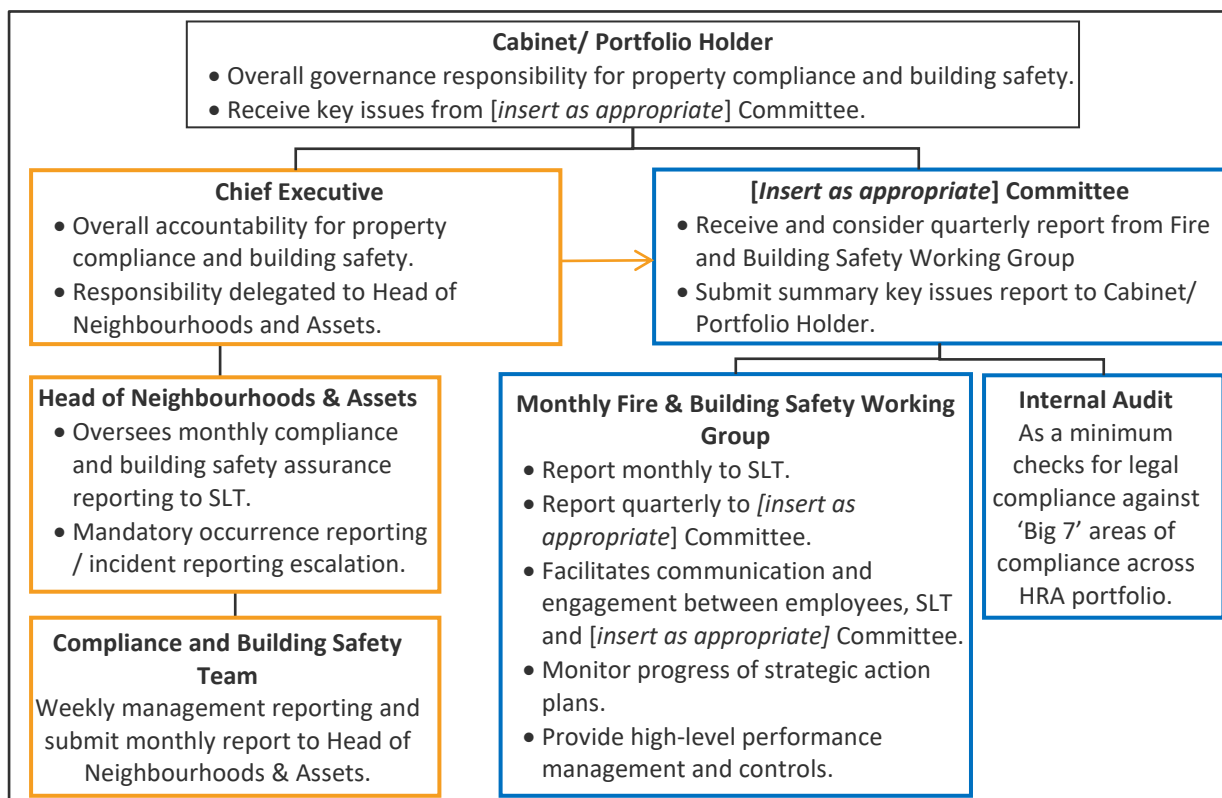 Cabinet/ Portfolio Holder
• Overall governance responsibility for property compliance and building safety.
• Receive key issues from [insert as appropriate] Committee.
Chief Executive
• Overall accountability for property
compliance and building safety.
• Responsibility delegated to Head of
Neighbourhoods and Assets.
[Insert as appropriate] Committee
• Receive and consider quarterly report from Fire
and Building Safety Working Group
• Submit summary key issues report to Cabinet/
Portfolio Holder.
Head of Neighbourhoods & Assets
• Oversees monthly compliance
and building safety assurance
reporting to SLT.
• Mandatory occurrence reporting
/ incident reporting escalation.
Monthly Fire & Building Safety Working
Group
• Report monthly to SLT.
• Report quarterly to [insert as
appropriate] Committee.
• Facilitates communication and
engagement between employees, SLT
and [insert as appropriate] Committee.
• Monitor progress of strategic action
plans.
• Provide high-level performance
management and controls.
Internal Audit
As a minimum
checks for legal
compliance against
‘Big 7’ areas of
compliance across
HRA portfolio.
Compliance and Building Safety
Team
Weekly management reporting and
submit monthly report to Head of
Neighbourhoods & Assets.